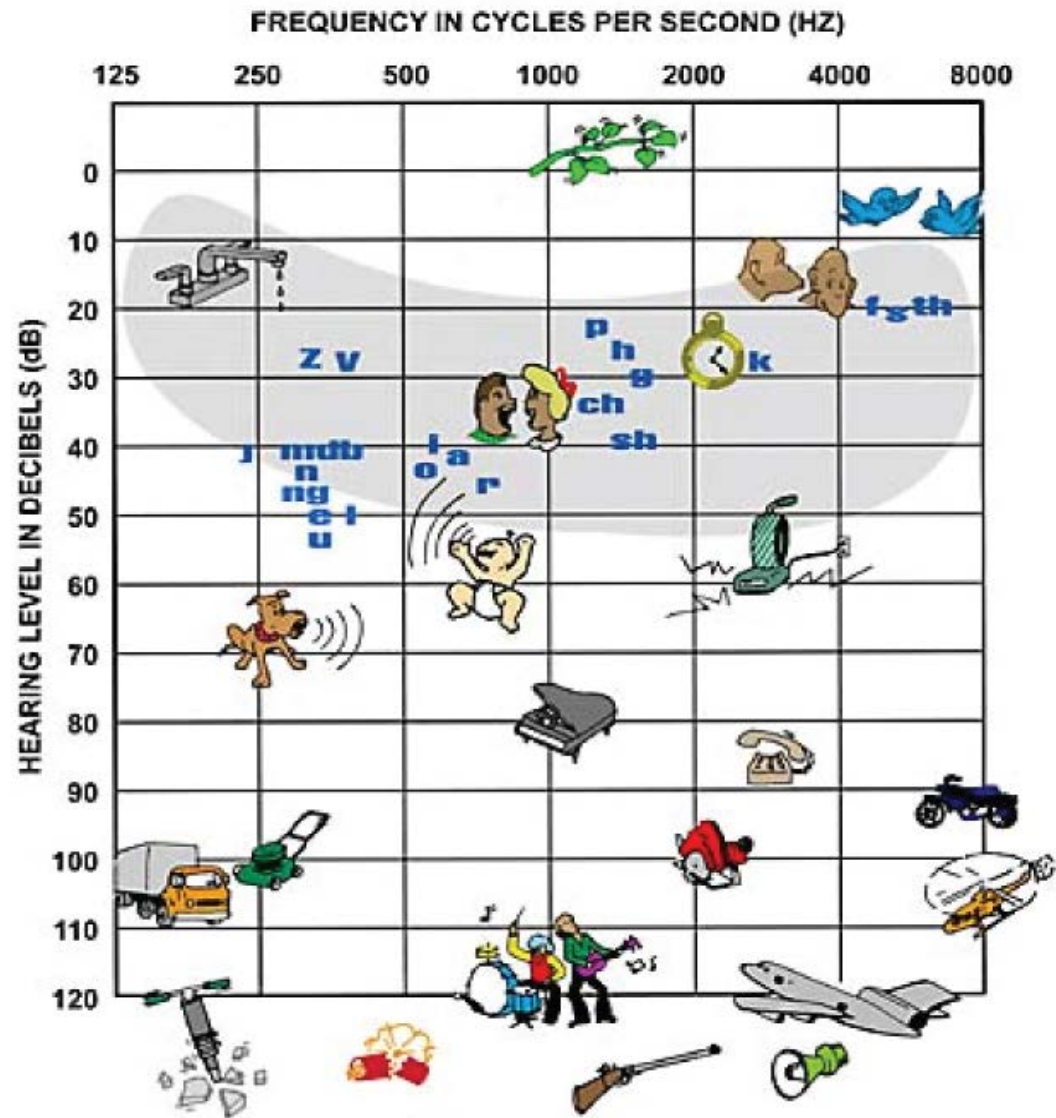 FREQUENCY IN CYCLES PER SECOND (HZ)
125 250 500 1000 2000 4000 8000
HEARING LEVEL IN DECIBELS (dB)
0
10
20
f s th
p
z v h k
30 g
ch
40 j mdb i a sh
n o
ng r
50 e l
u
60
70
80
90
100
110
120